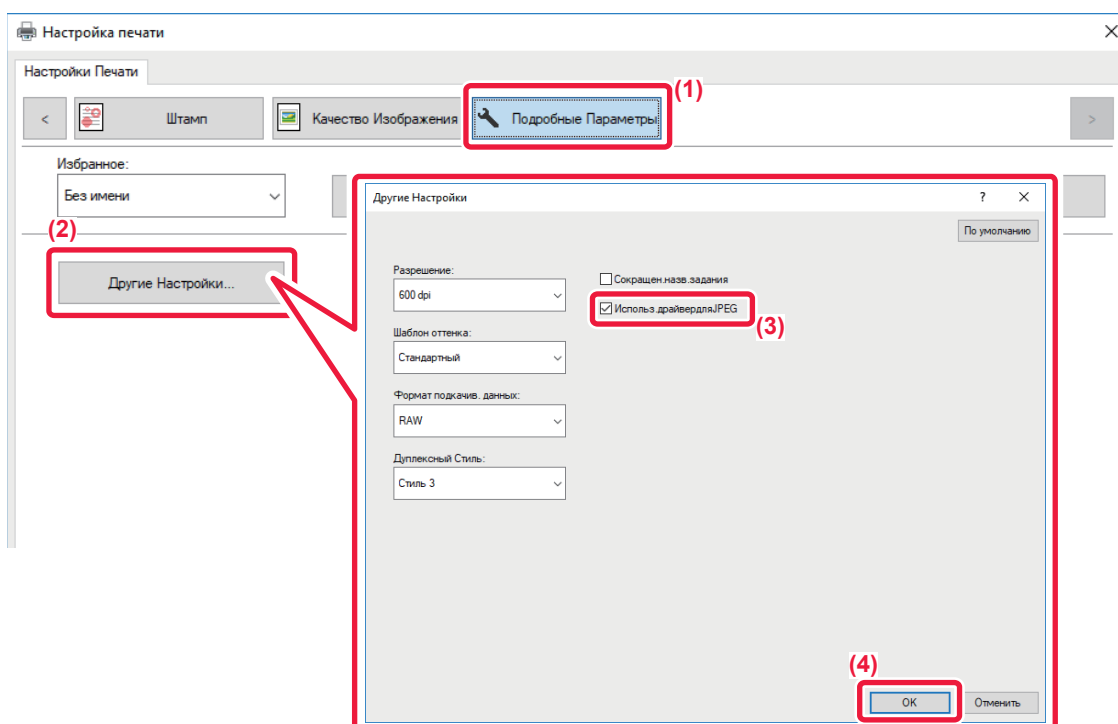 Настройка печати
Настройки Печати
(1)
<
Штамп
Качество Изображения
Подробные Параметры
>
Избранное:
Без имени
(2)
Другие Настройки...
Другие Настройки
?
По умолчанию
Разрешение:
600 dpi
Сокращен.назв.задания
Использ.драйвердляJPEG
(3)
Шаблон оттенка:
Стандартный
Формат подкачив. данных:
RAW
Дуплексный Стиль:
Стиль 3
(4)
OK
Отменить